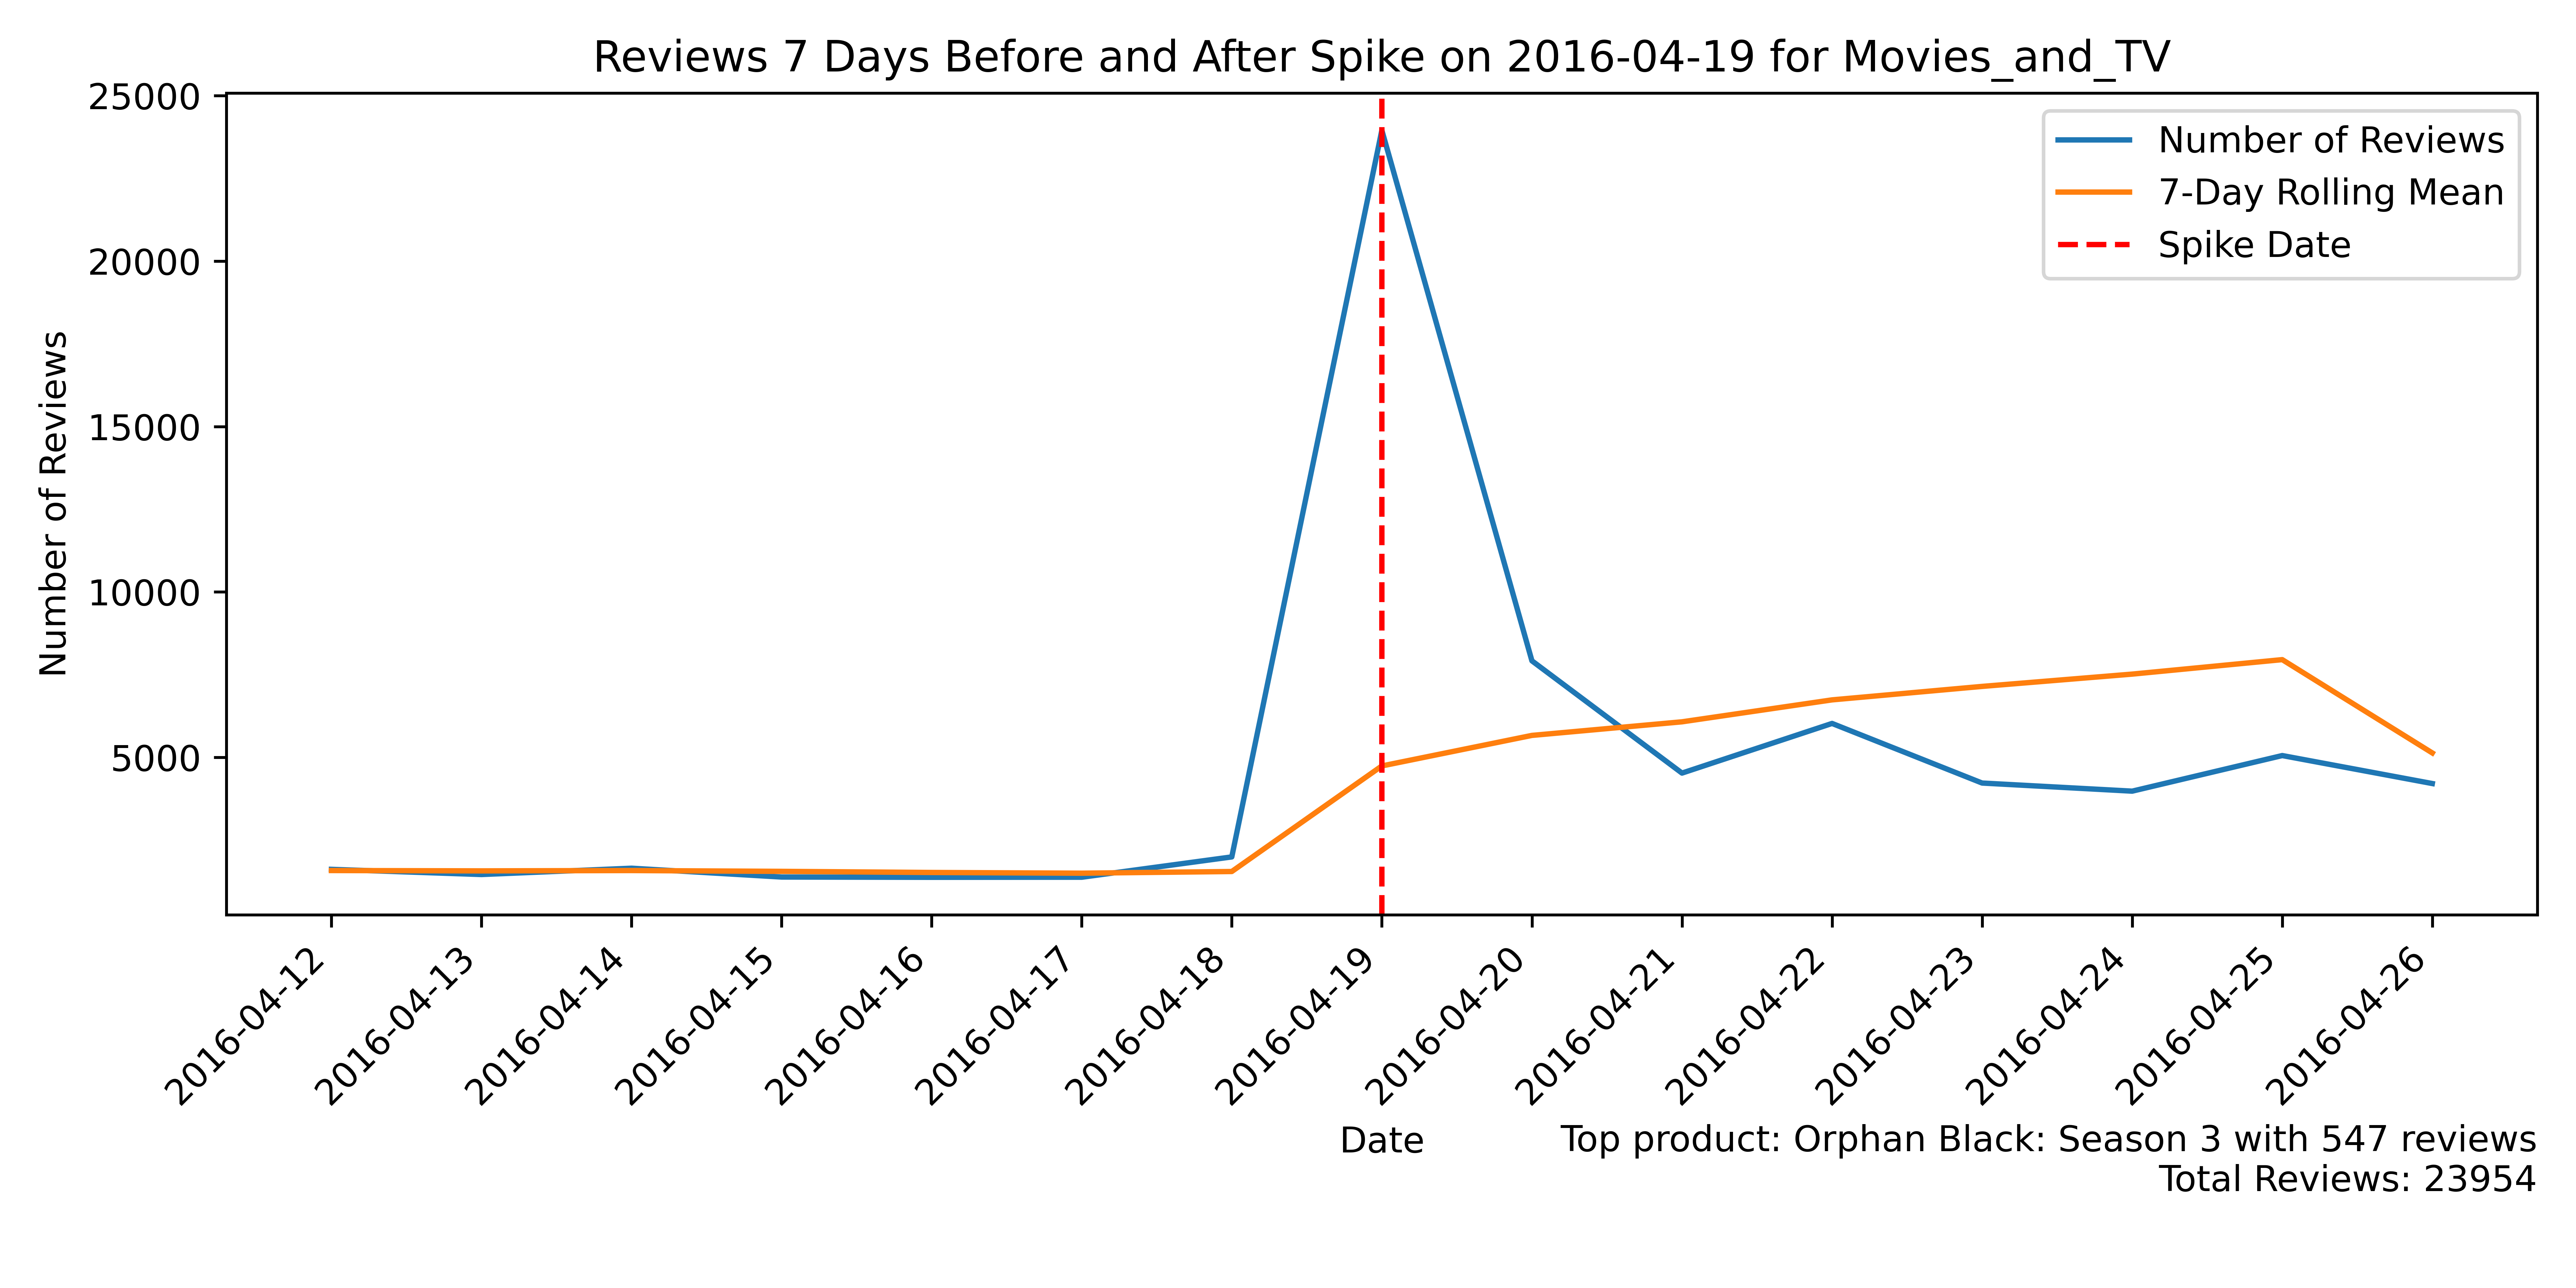 Reviews 7 Days Before and After Spike on 2016-04-19 for Movies_and_TV
Number of Reviews
7-Day Rolling Mean
Spike Date
25000
20000
15000
10000
5000
Number of Reviews
2016-04-12
2016-04-13
2016-04-14
2016-04-15
2016-04-16
2016-04-17
2016-04-18
2016-04-19
2016-04-20
2016-04-21
2016-04-22
2016-04-23
2016-04-24
2016-04-25
2016-04-26
Date
Top product: Orphan Black: Season 3 with 547 reviews
Total Reviews: 23954